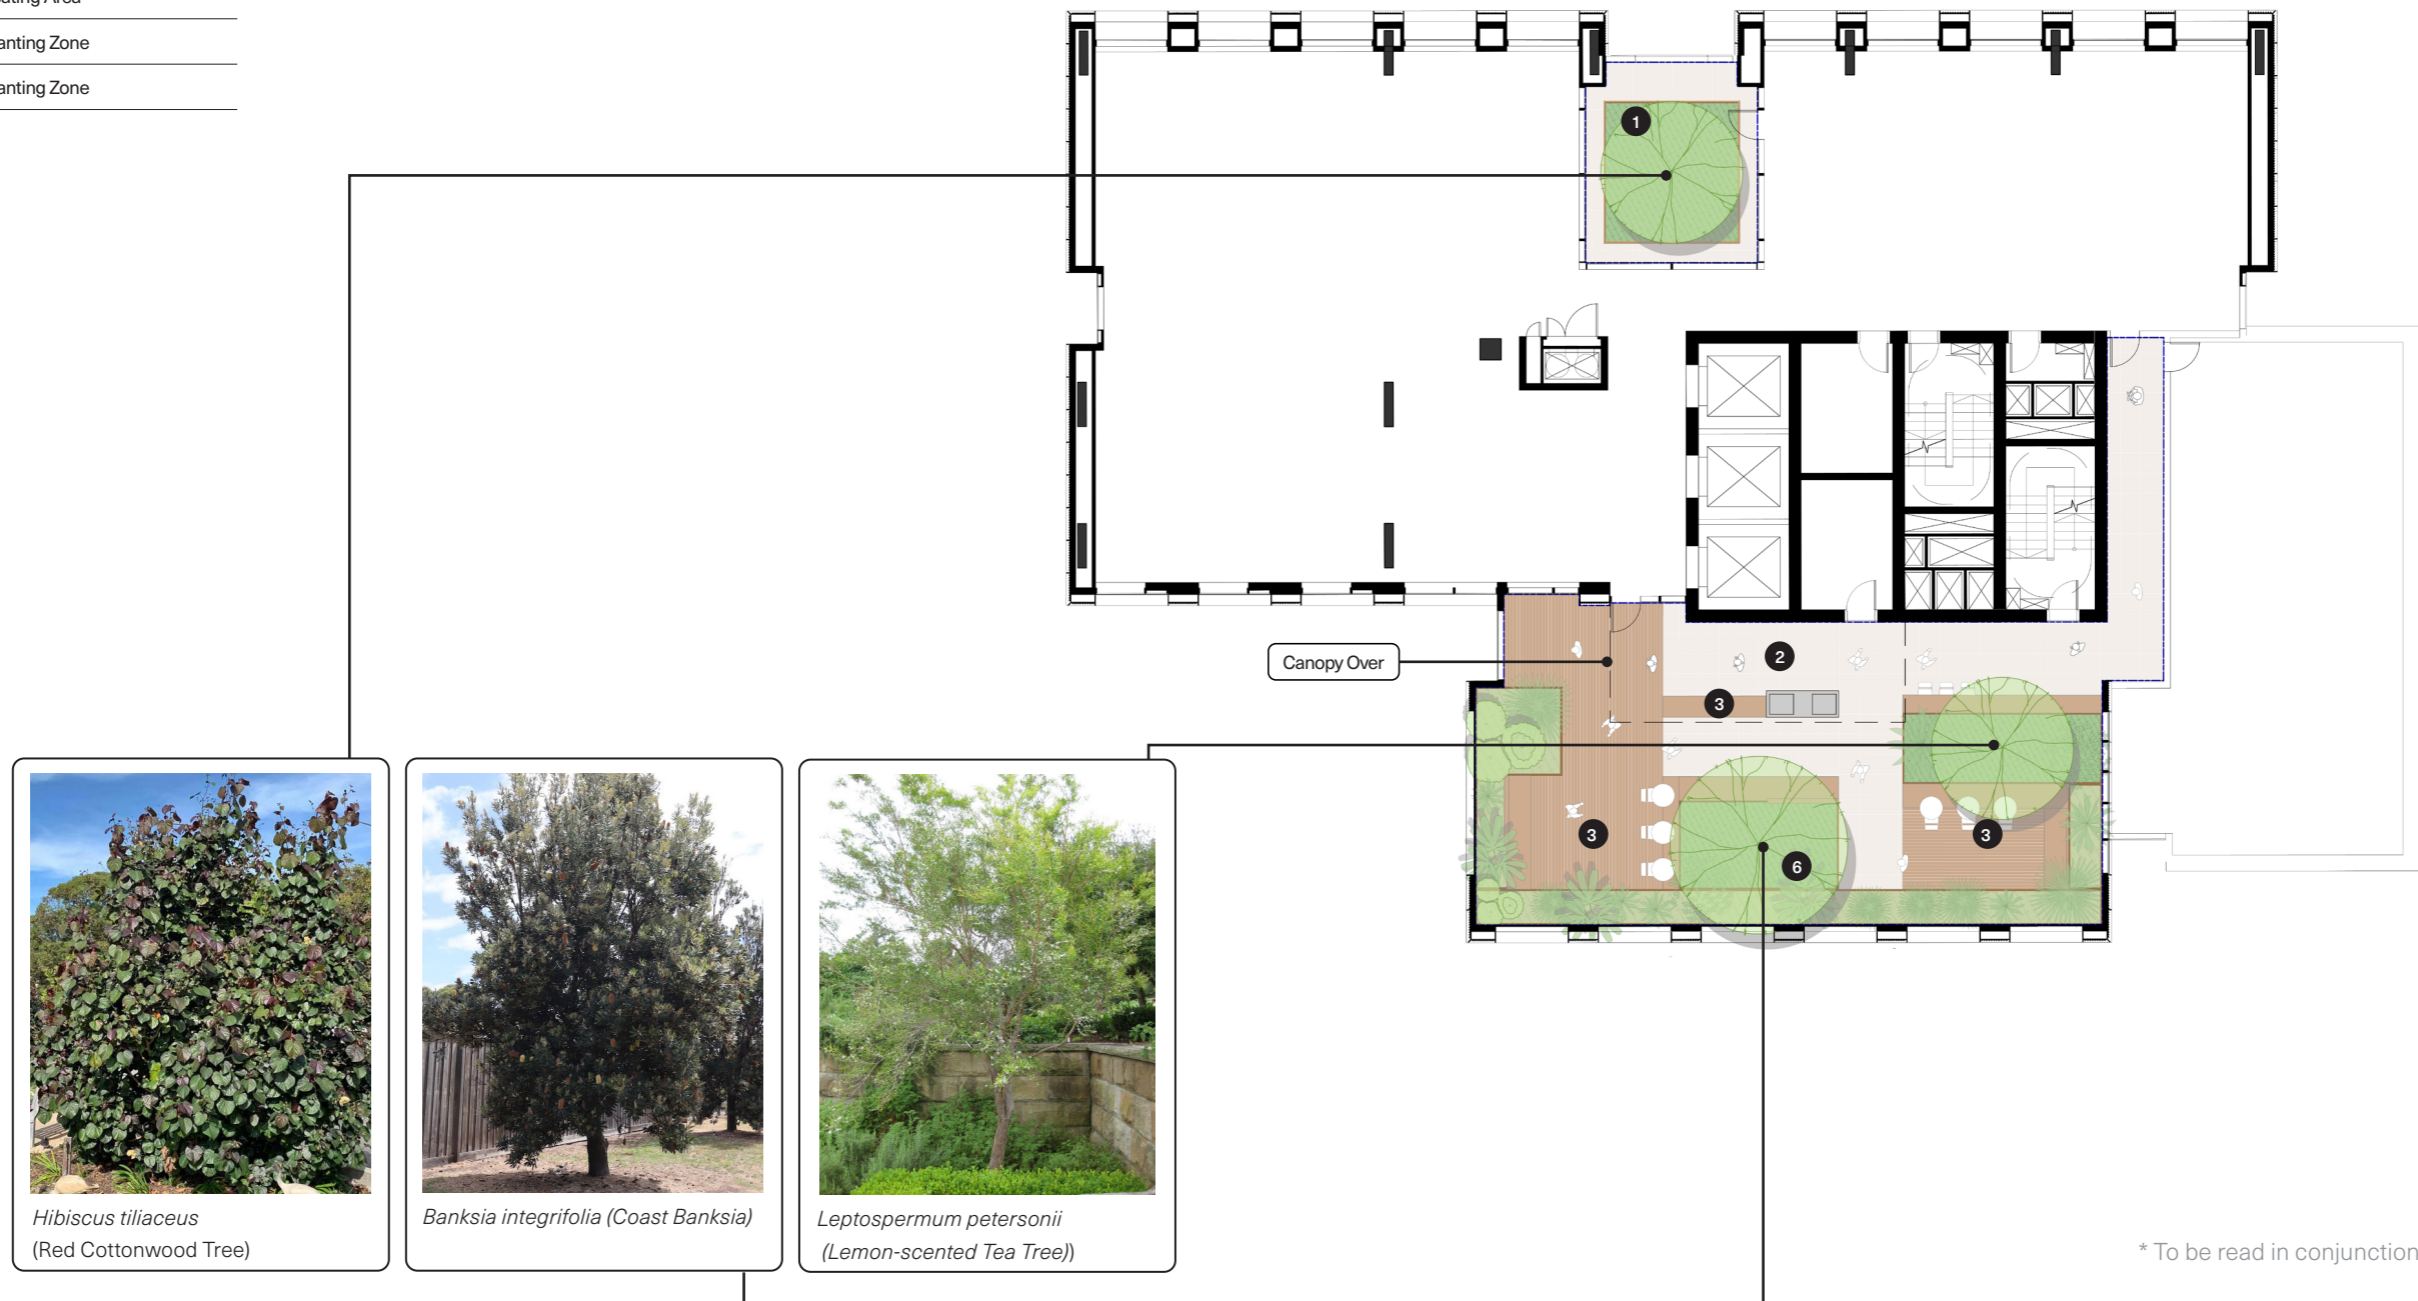 anting Zone
anting Zone
1
2
Canopy Over
3
3
3
6
Hibiscus tiliaceus
(Red Cottonwood Tree)
Banksia integrifolia (Coast Banksia)
Leptospermum petersonii
(Lemon-scented Tea Tree))
* To be read in conjunction